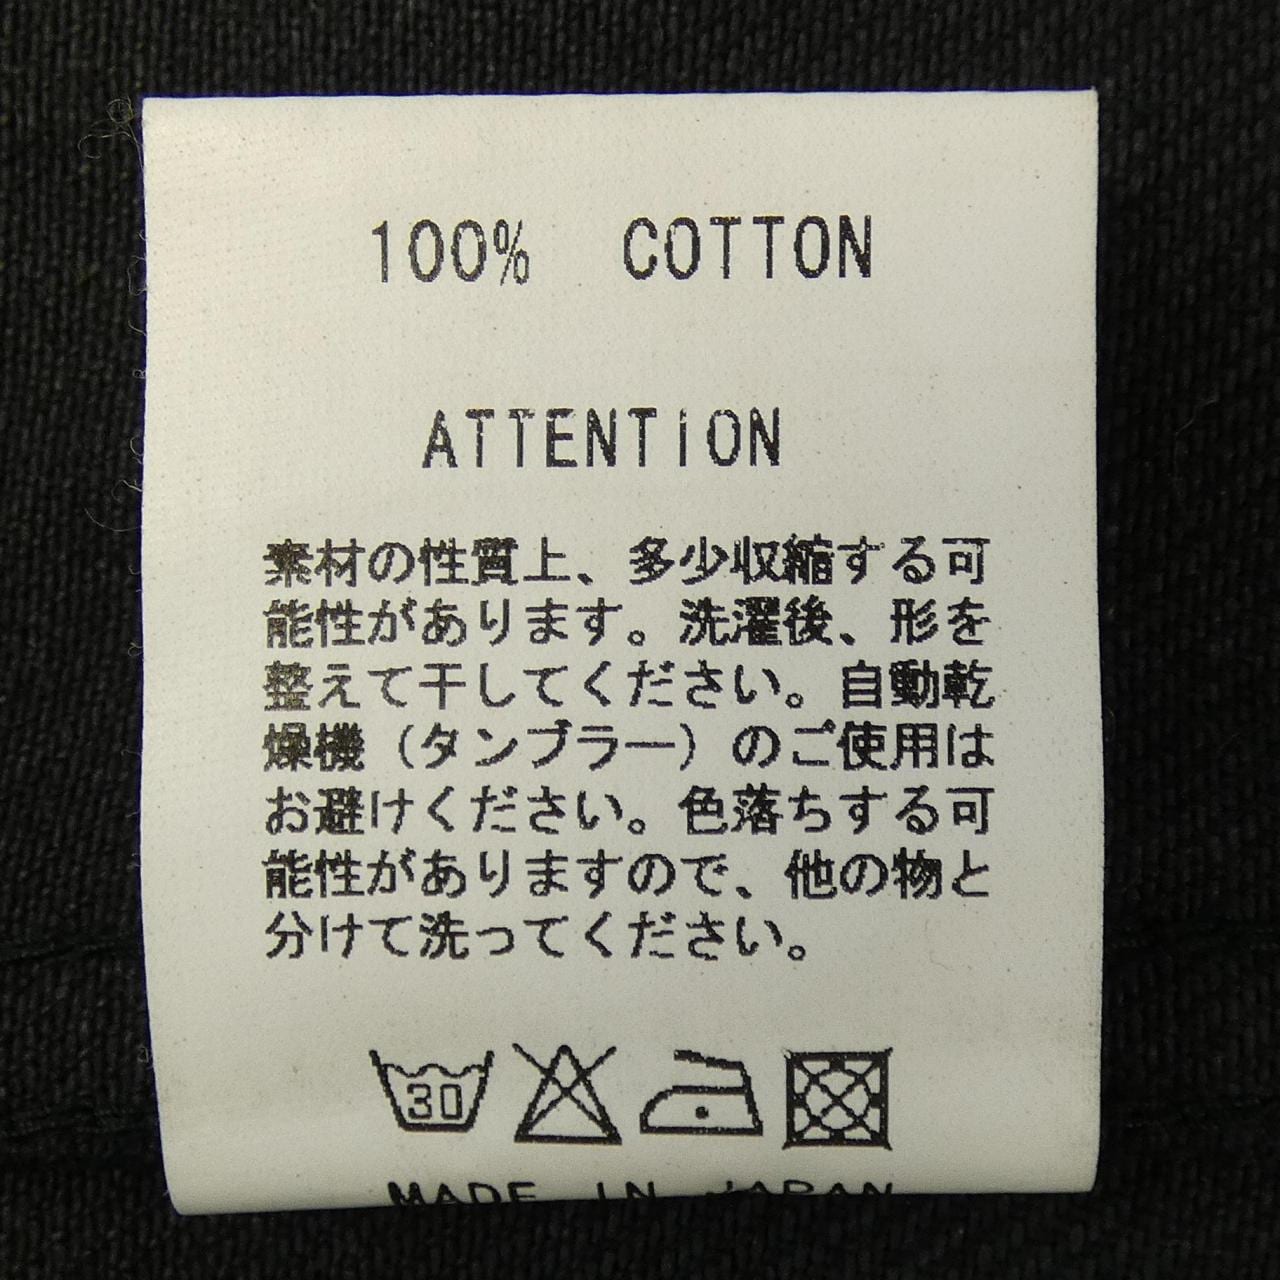 100% COTTON
ATTENTiON
素材の性質上、多少収縮する可
能性があります。洗濯後、形を
整えて干してください。自動乾
燥機（タンブラー）のご使用は
お避けください。色落ちする可
能性がありますので、他の物と
分けて洗ってください。
30
MADE IN JAPAN